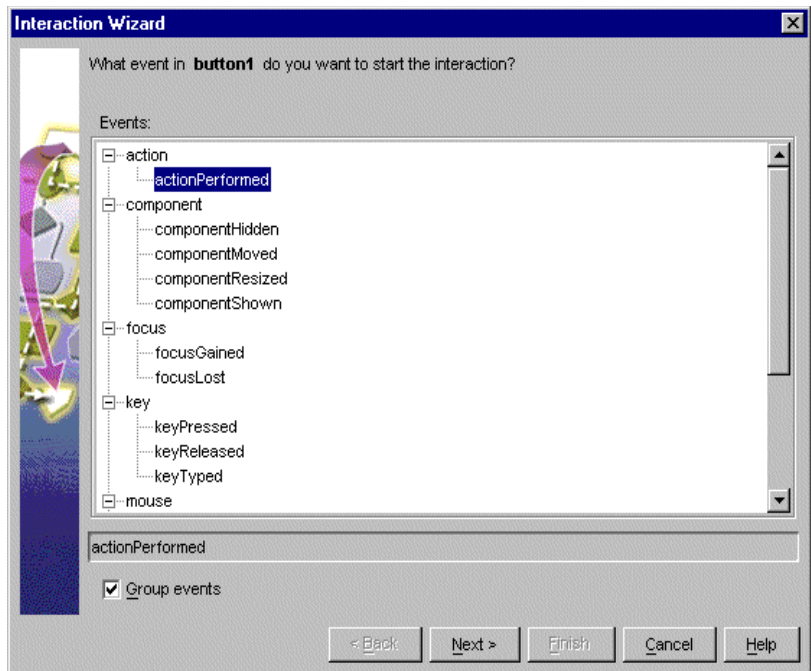 Interaction Wizard
What event in button1 do you want to start the interaction?
Events:
action
actionPerformed
component
componentHidden
componentMoved
componentResized
componentShown
focus
focusGained
focusLost
key
keyPressed
keyReleased
keyTyped
mouse
actionPerformed
Group events
< Back Next > Finish Cancel Help